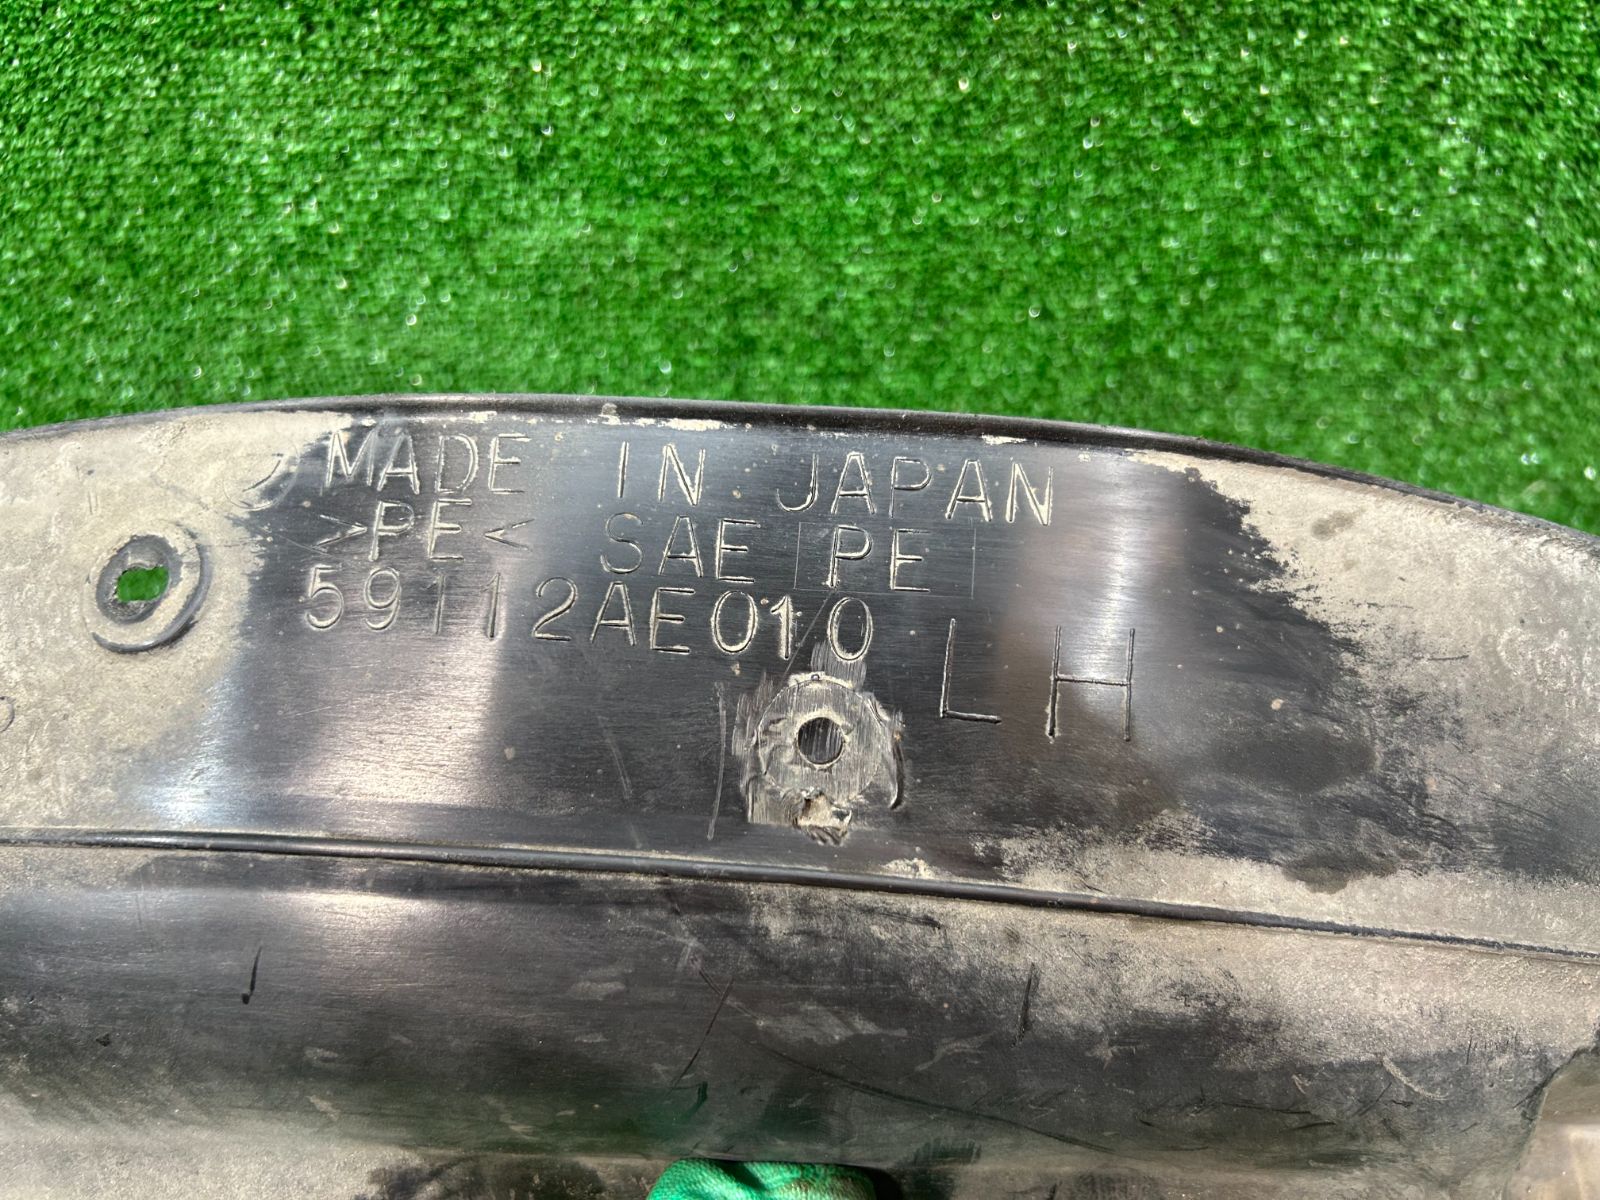 MADE IN JAPAN
>PE< SAE PE
59112AE010
LH